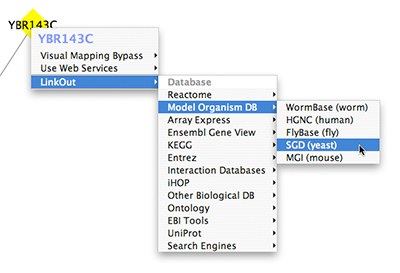 YBR143C
YBR143C
Visual Mapping Bypass
Use Web Services
LinkOut
Database
Reactome
Model Organism DB
Array Express
Ensembl Gene View
KEGG
Entrez
Interaction Databases
iHOP
Other Biological DB
Ontology
EBI Tools
UniProt
Search Engines
WormBase (worm)
HGNC (human)
FlyBase (fly)
SGD (yeast)
MGI (mouse)